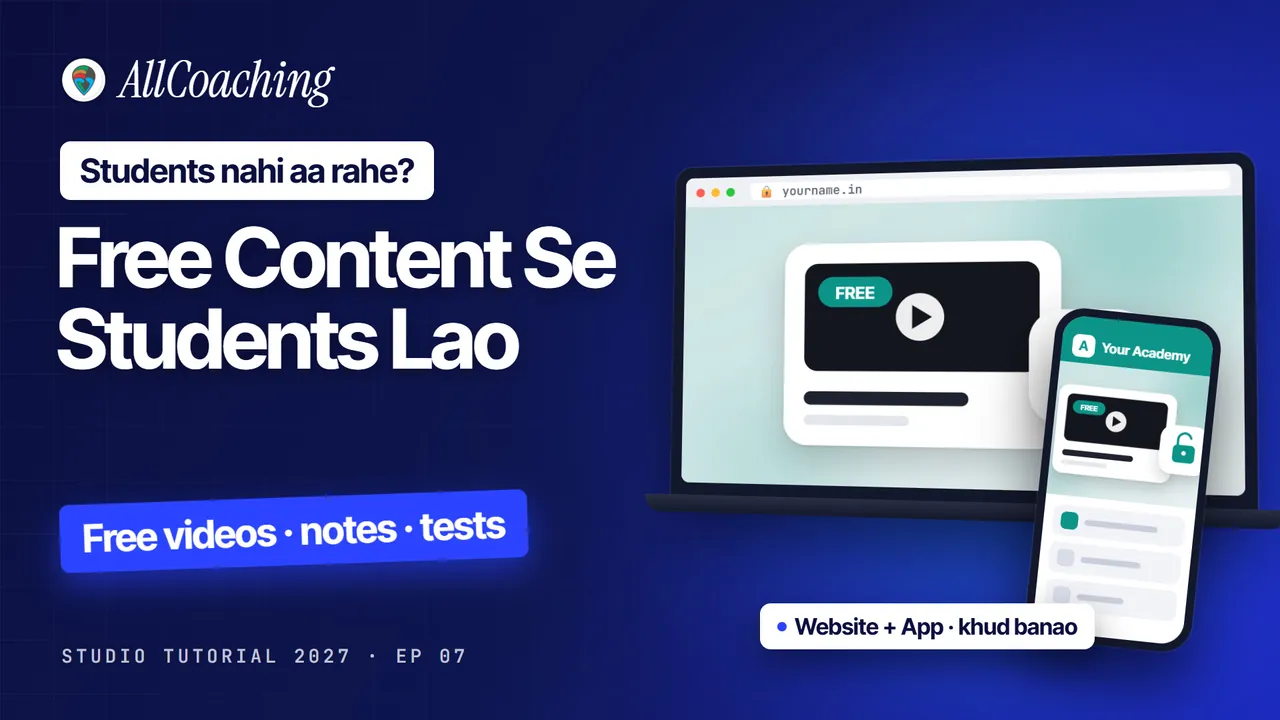 AllCoaching
Students nahi aa rahe?
Free Content Se
Students Lao
Free videos · notes · tests
STUDIO TUTORIAL 2027 · EP 07
yourname.in
FREE
A Your Academy
FREE
Website + App · khud banao